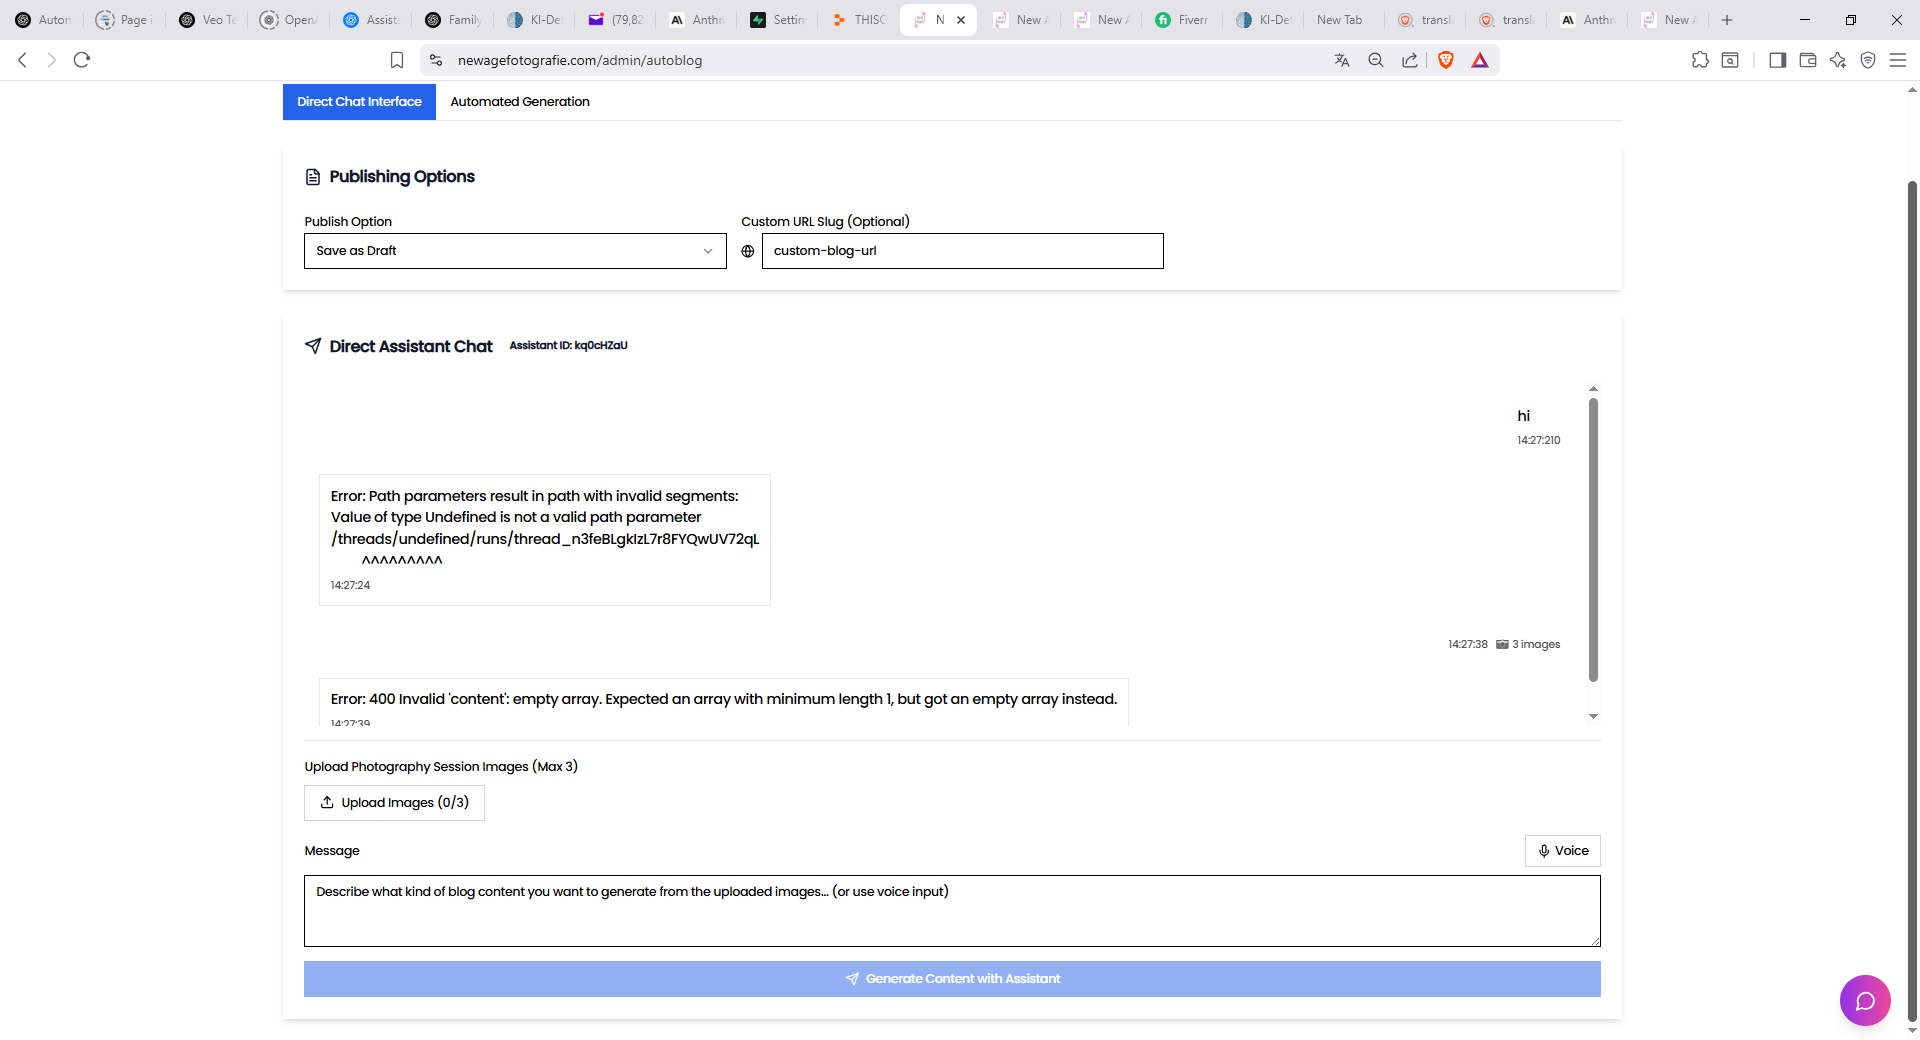 Auton
Page i
Veo Te
OpenA
Assist
Family
KI-Def
(79,82
Anthr
Settin
THISC
N
New A
New A
Fiverr
KI-Def
New Tab
transl
transl
Anthr
New A
newagefotografie.com/admin/autoblog
Direct Chat Interface
Automated Generation
Publishing Options
Publish Option
Custom URL Slug (Optional)
Save as Draft
custom-blog-url
Direct Assistant Chat
Assistant ID: kq0cHZaU
hi
14:27:210
Error: Path parameters result in path with invalid segments:
Value of type Undefined is not a valid path parameter
/threads/undefined/runs/thread_n3feBLgkIzL7r8FYQwUV72qL
^^^^^^^^^
14:27:24
14:27:38 3 images
Error: 400 Invalid 'content': empty array. Expected an array with minimum length 1, but got an empty array instead.
14:27:39
Upload Photography Session Images (Max 3)
Upload Images (0/3)
Message
Voice
Describe what kind of blog content you want to generate from the uploaded images... (or use voice input)
Generate Content with Assistant